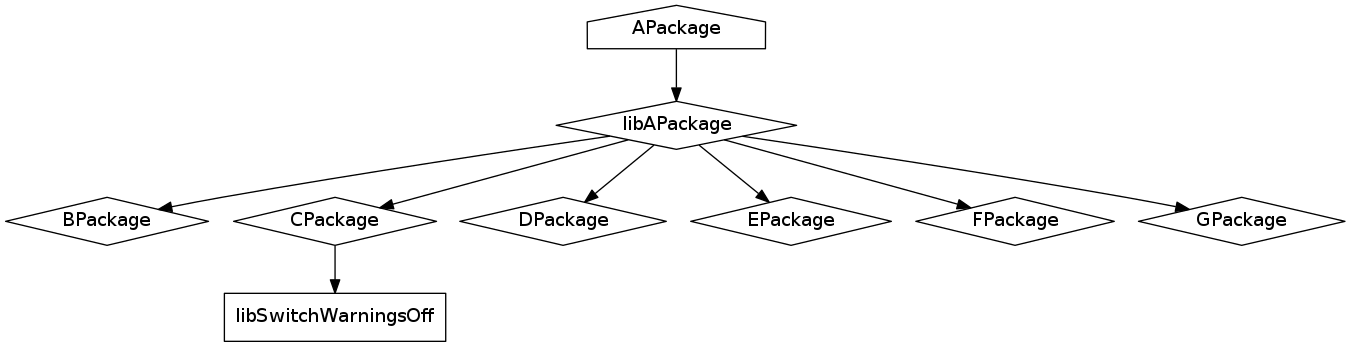 APackage
libAPackage
BPackage
CPackage
DPackage
EPackage
FPackage
GPackage
libSwitchWarningsOff